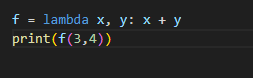 f = lambda x, y: x + y
print(f(3,4))